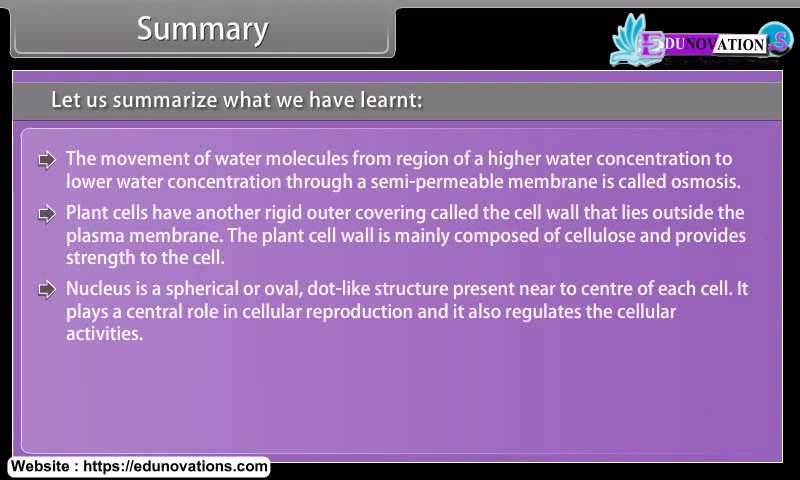 Summary
EDUNOVATION.S
Let us summarize what we have learnt:
The movement of water molecules from region of a higher water concentration to
lower water concentration through a semi-permeable membrane is called osmosis.
Plant cells have another rigid outer covering called the cell wall that lies outside the
plasma membrane. The plant cell wall is mainly composed of cellulose and provides
strength to the cell.
Nucleus is a spherical or oval, dot-like structure present near to centre of each cell. It
plays a central role in cellular reproduction and it also regulates the cellular
activities.
Website : https://edunovations.com